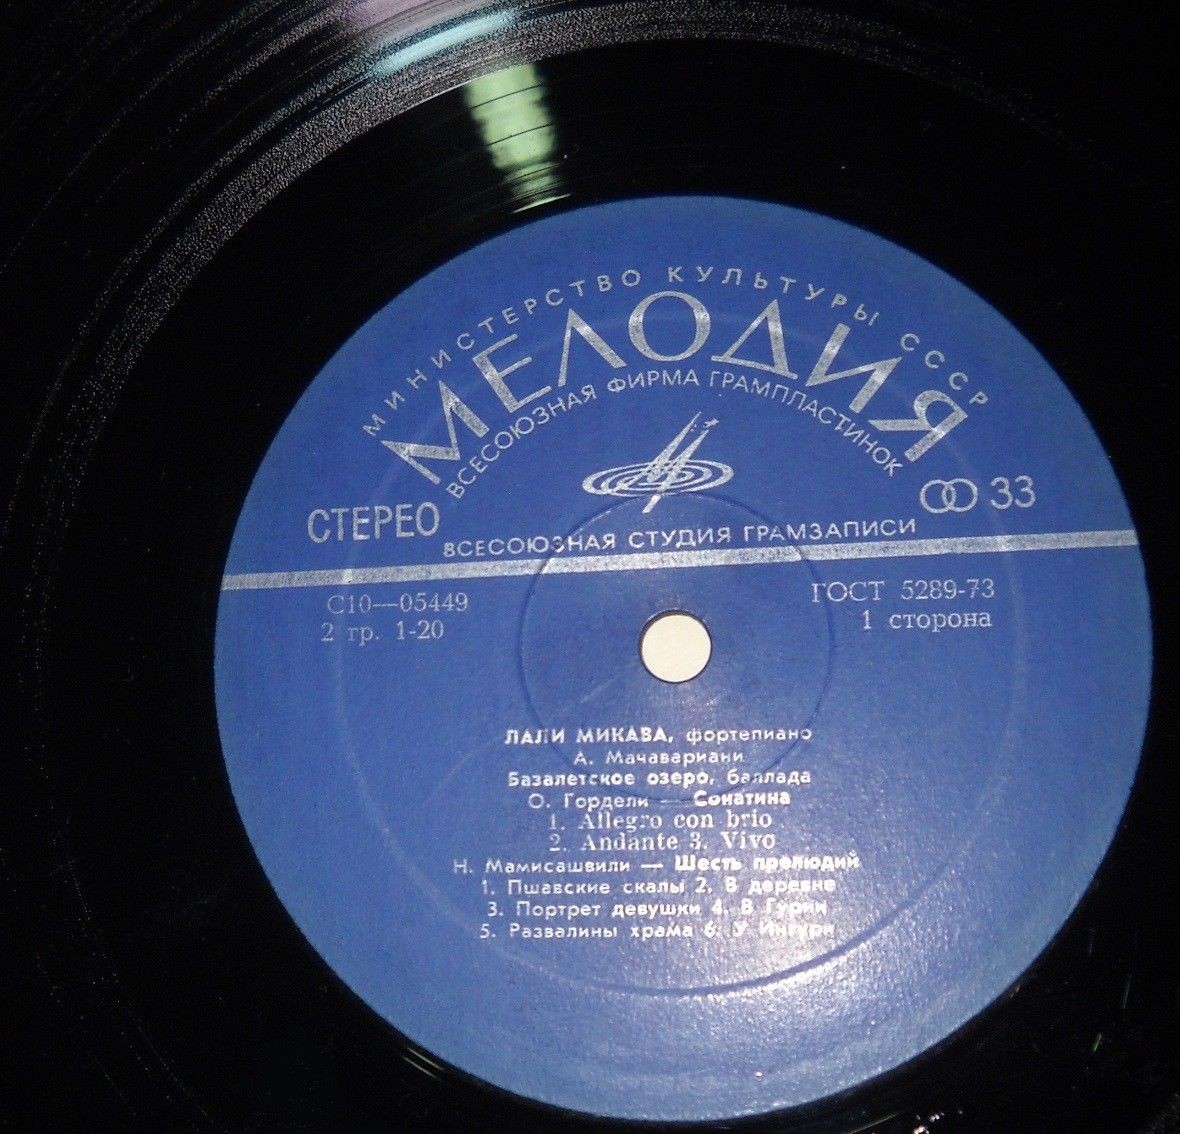 МИНИСТЕРСТВО КУЛЬТУРЫ СССР
МЕЛОДИЯ
ВСЕСОЮЗНАЯ ФИРМА ГРАМПЛАСТИНОК
СТЕРЕО
33
ВСЕСОЮЗНАЯ СТУДИЯ ГРАМЗАПИСИ
С10—05449
ГОСТ 5289-73
2 гр. 1-20
1 сторона
ЛАЛИ МИКАВА, фортепиано
А. Мачавариани
Базалетское озеро, баллада
О. Гордели — Сонатина
1. Allegro con brio
2. Andante 3. Vivo
Н. Мамисашвили — Шесть прелюдий
1. Пшавские скалы 2. В деревне
3. Портрет девушки 4. В Гурии
5. Развалины храма 6. У Ингури